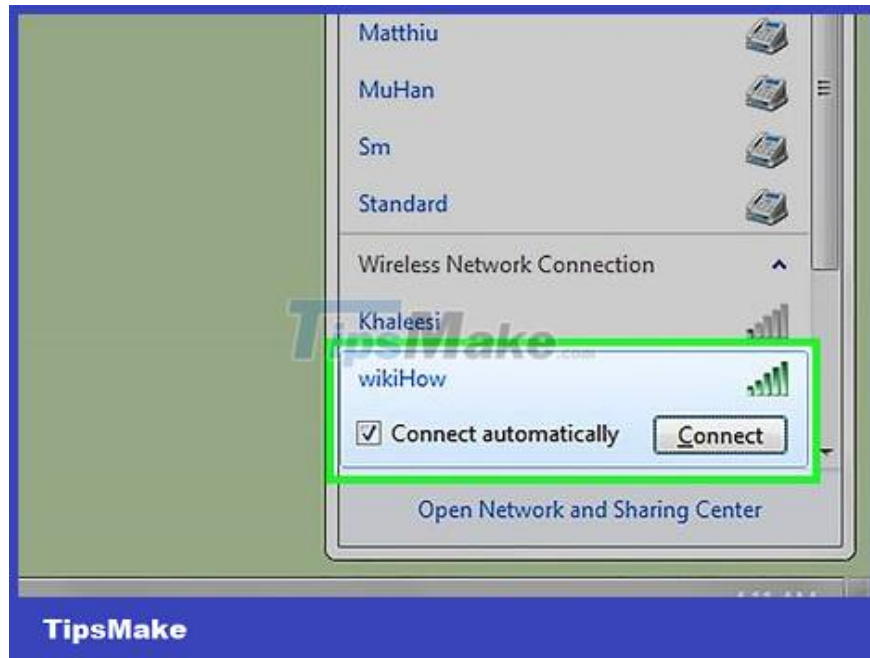 Matthiu
MuHan
Sm
Standard
Wireless Network Connection
Khaleesi
TipsMake.com
wikiHow
Connect automatically
Connect
Open Network and Sharing Center
TipsMake